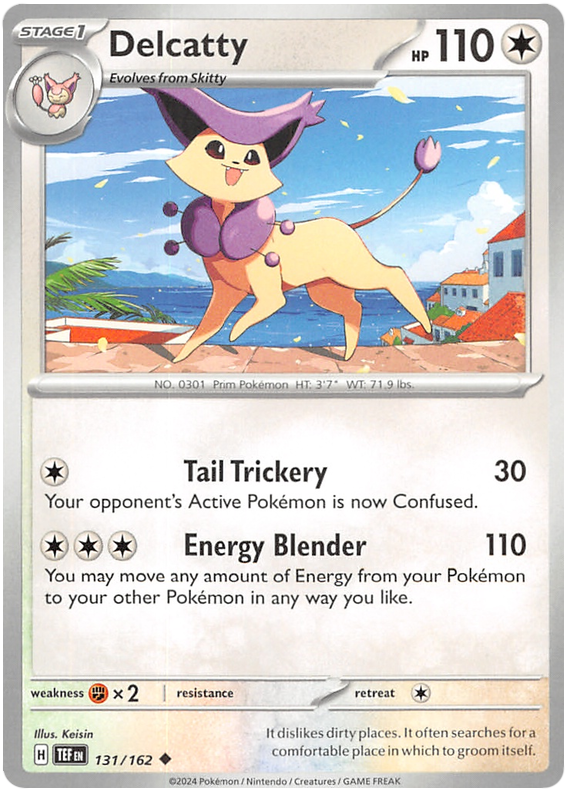 STAGE1
Delcatty
HP 110
Evolves from Skitty
NO. 0301 Prim Pokémon HT: 3'7" WT: 71.9 lbs.
Tail Trickery 30
Your opponent's Active Pokémon is now Confused.
Energy Blender 110
You may move any amount of Energy from your Pokémon
to your other Pokémon in any way you like.
weakness ×2 resistance retreat
Illus. Keisin
It dislikes dirty places. It often searches for a
comfortable place in which to groom itself.
H TEF EN 131/162
©2024 Pokémon / Nintendo / Creatures / GAME FREAK